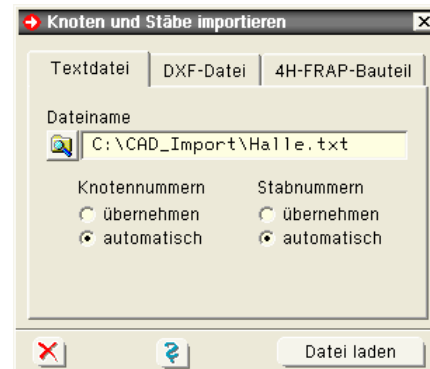 Knoten und Stäbe importieren
Textdatei DXF-Datei 4H-FRAP-Bauteil
Dateiname
C:\CAD_Import\Halle.txt
Knotennummern Stabnummern
übernehmen übernehmen
automatisch automatisch
Datei laden